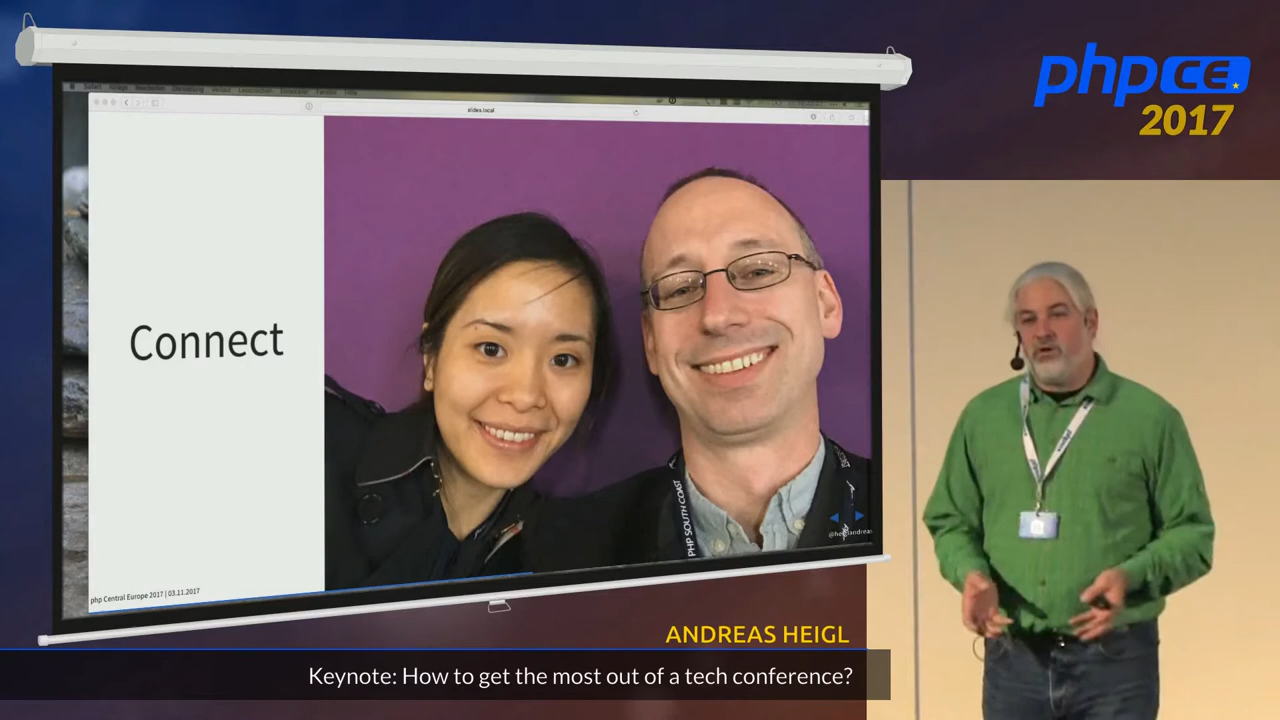 slides.local
Connect
PHP SOUTH COAST
php Central Europe 2017 | 03.11.2017
phpCE
2017
ANDREAS HEIGL
Keynote: How to get the most out of a tech conference?